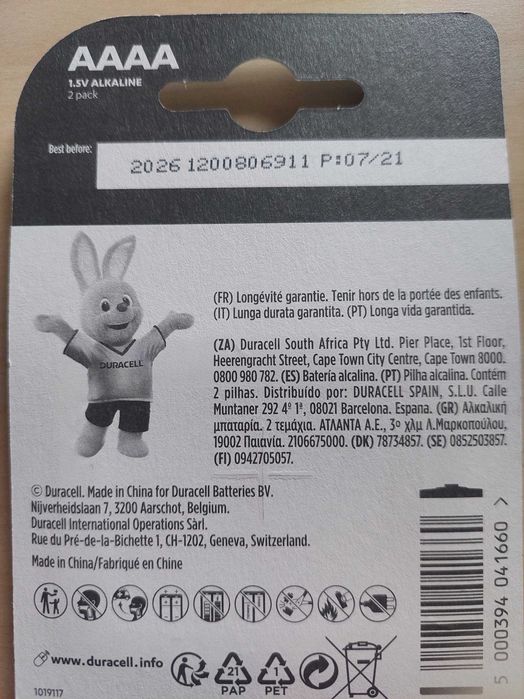 AAAA
1.5V ALKALINE
2 pack
Best before:
2026 1200806911 P:07/21
DURACELL
(FR) Longévité garantie. Tenir hors de la portée des enfants.
(IT) Lunga durata garantita. (PT) Longa vida garantida.
(ZA) Duracell South Africa Pty Ltd. Pier Place, 1st Floor,
Heerengracht Street, Cape Town City Centre, Cape Town 8000.
0800 980 782. (ES) Batería alcalina. (PT) Pilha alcalina. Contém
2 pilhas. Distribuído por: DURACELL SPAIN, S.L.U. Calle
Muntaner 292 4º 1ª, 08021 Barcelona. Espana. (GR) Αλκαλική
μπαταρία. 2 τεμάχια. ΑΤΛΑΝΤΑ Α.Ε., 3º χλμ Λ.Μαρκοπούλου,
19002 Παιανία. 2106675000. (DK) 78734857. (SE) 0852503857.
(FI) 0942705057.
© Duracell. Made in China for Duracell Batteries BV.
Nijverheidslaan 7, 3200 Aarschot, Belgium.
Duracell International Operations Sàrl.
Rue du Pré-de-la-Bichette 1, CH-1202, Geneva, Switzerland.
Made in China/Fabriqué en Chine
www.duracell.info
21
PAP
1
PET
1019117
5 000394 041660 >